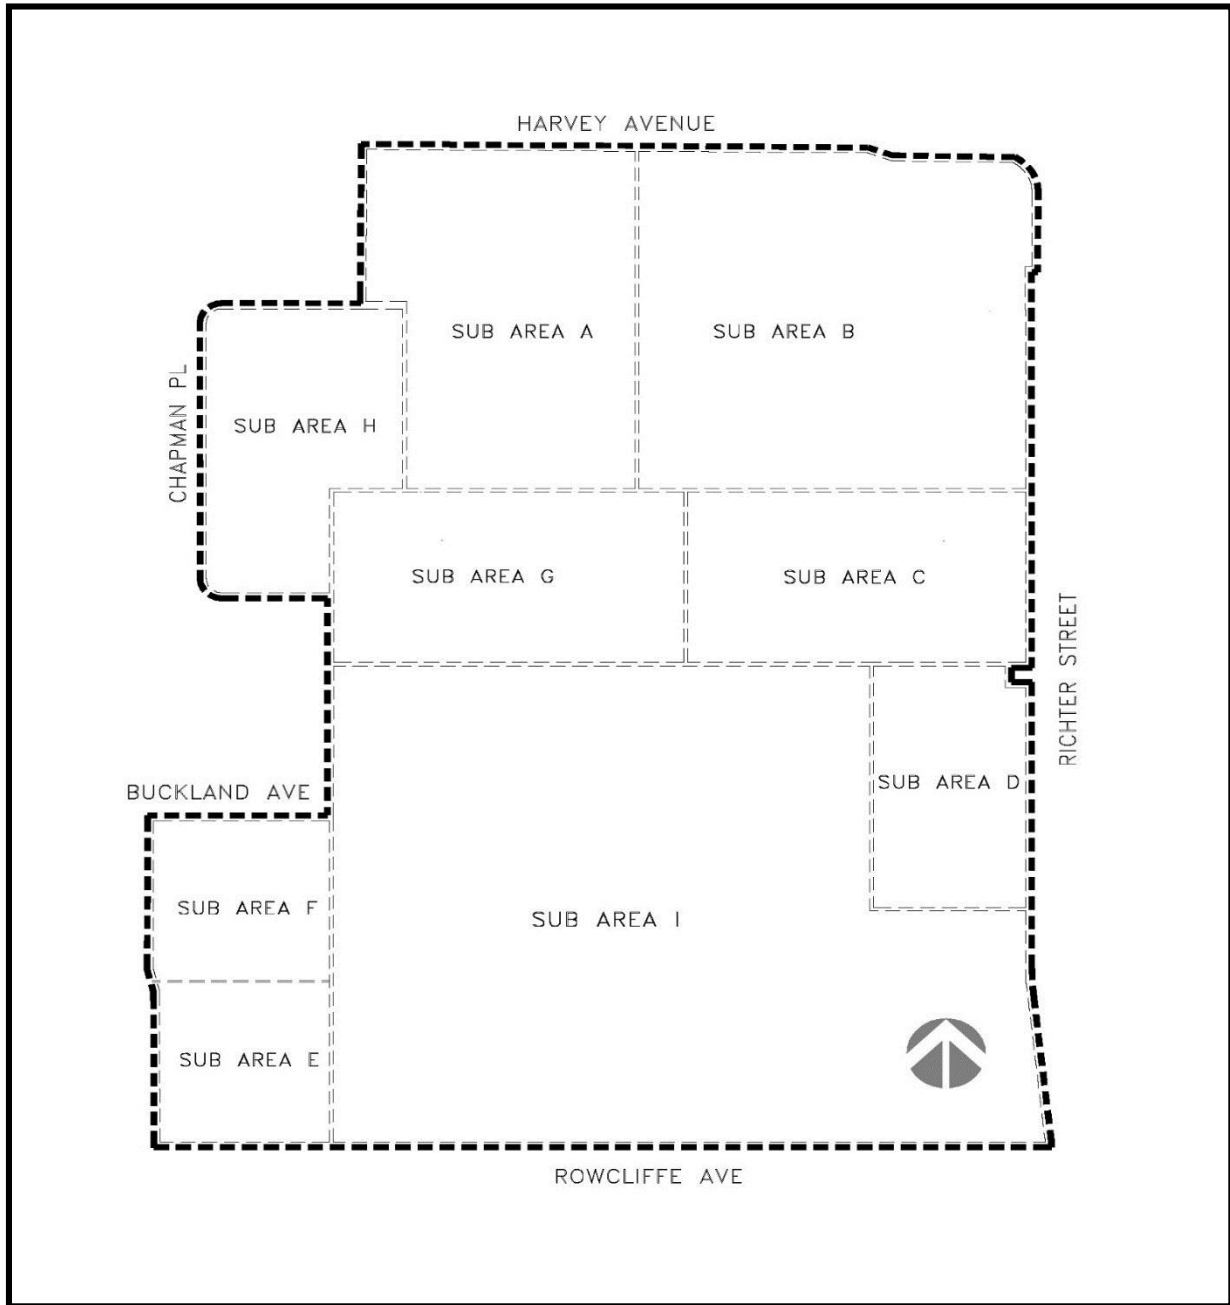 HARVEY AVENUE
SUB AREA A
SUB AREA B
CHAPMAN PL
SUB AREA H
SUB AREA G
SUB AREA C
RICHTER STREET
SUB AREA D
BUCKLAND AVE
SUB AREA F
SUB AREA I
SUB AREA E
ROWCLIFFE AVE